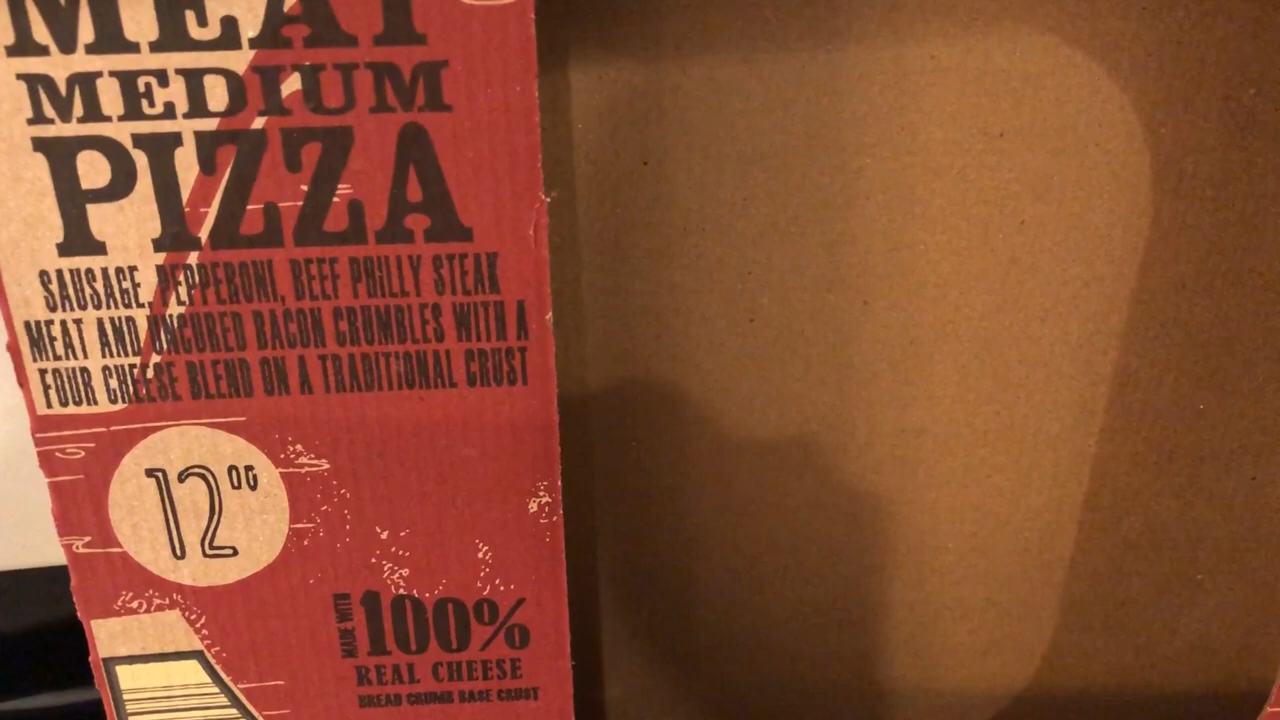 MEAT
MEDIUM
PIZZA
SAUSAGE, PEPPERONI, BEEF PHILLY STEAK
MEAT AND UNCURED BACON CRUMBLES WITH A
FOUR CHEESE BLEND ON A TRADITIONAL CRUST
12"
MADE WITH
100%
REAL CHEESE
BREAD CRUMB BASE CRUST